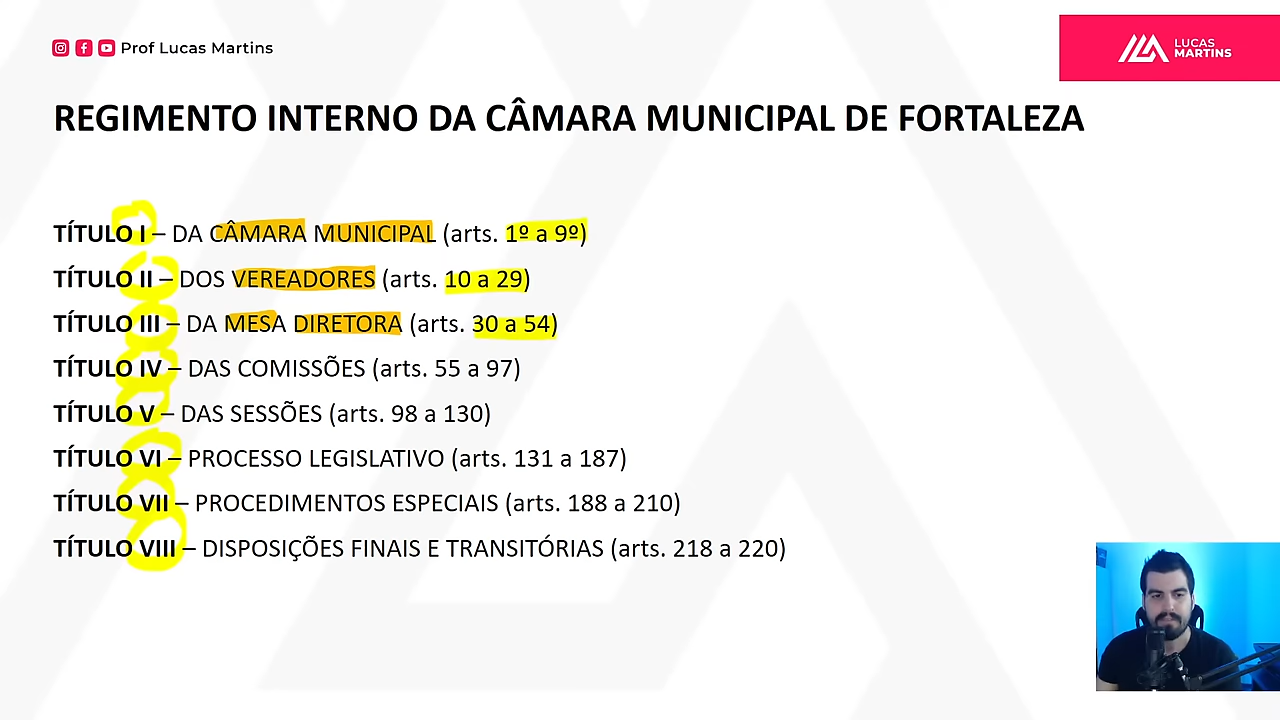 Prof Lucas Martins
LUCAS
MARTINS
REGIMENTO INTERNO DA CÂMARA MUNICIPAL DE FORTALEZA
TÍTULO I – DA CÂMARA MUNICIPAL (arts. 1º a 9º)
TÍTULO II – DOS VEREADORES (arts. 10 a 29)
TÍTULO III – DA MESA DIRETORA (arts. 30 a 54)
TÍTULO IV – DAS COMISSÕES (arts. 55 a 97)
TÍTULO V – DAS SESSÕES (arts. 98 a 130)
TÍTULO VI – PROCESSO LEGISLATIVO (arts. 131 a 187)
TÍTULO VII – PROCEDIMENTOS ESPECIAIS (arts. 188 a 210)
TÍTULO VIII – DISPOSIÇÕES FINAIS E TRANSITÓRIAS (arts. 218 a 220)